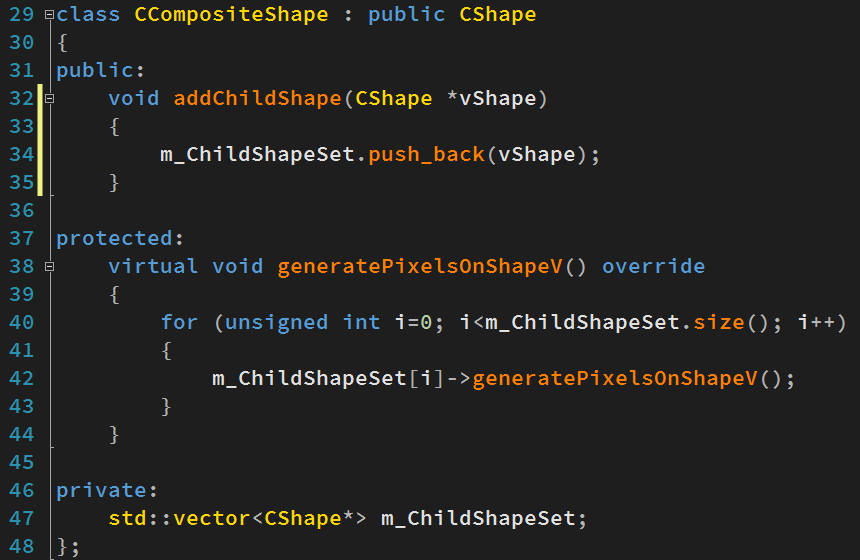 29 class CCompositeShape : public CShape
30 {
31 public:
32     void addChildShape(CShape *vShape)
33     {
34         m_ChildShapeSet.push_back(vShape);
35     }
36
37 protected:
38     virtual void generatePixelsOnShapeV() override
39     {
40         for (unsigned int i=0; i<m_ChildShapeSet.size(); i++)
41         {
42             m_ChildShapeSet[i]->generatePixelsOnShapeV();
43         }
44     }
45
46 private:
47     std::vector<CShape*> m_ChildShapeSet;
48 };